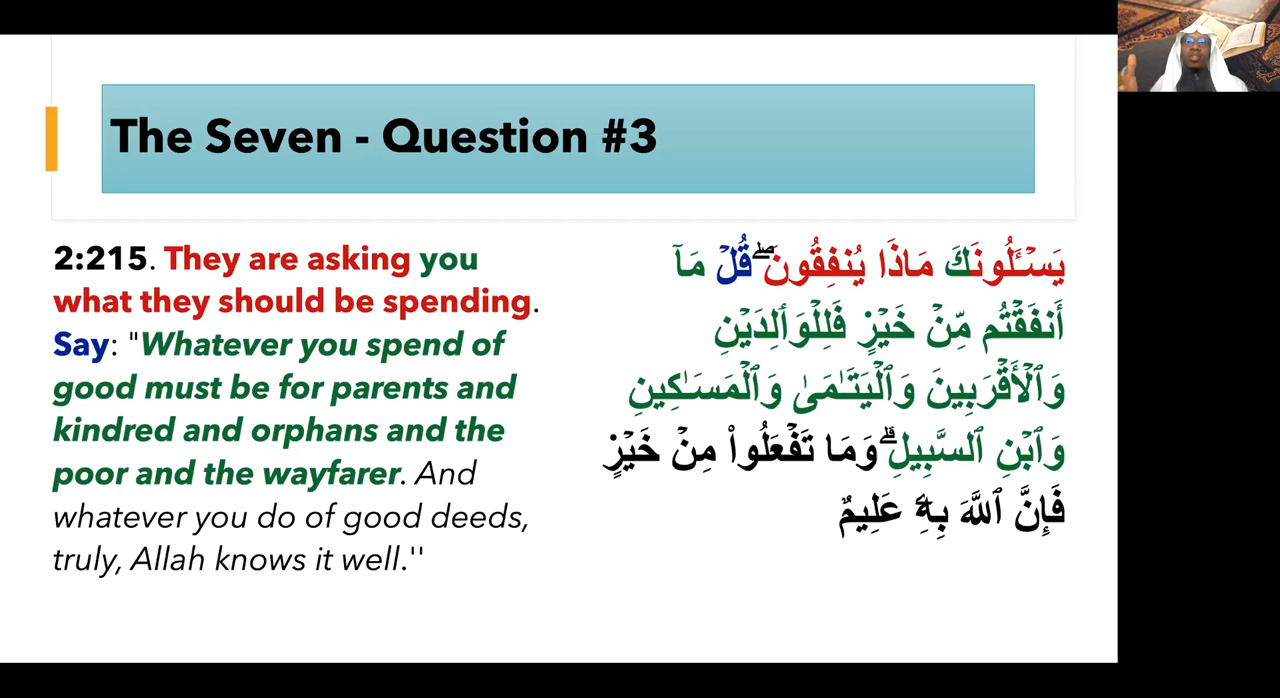 The Seven - Question #3
2:215. They are asking you
what they should be spending.
Say: "Whatever you spend of
good must be for parents and
kindred and orphans and the
poor and the wayfarer. And
whatever you do of good deeds,
truly, Allah knows it well.''
يَسْـَٔلُونَكَ مَاذَا يُنفِقُونَۖ قُلْ مَآ
أَنفَقْتُم مِّنْ خَيْرٍ فَلِلْوَٰلِدَيْنِ
وَٱلْأَقْرَبِينَ وَٱلْيَتَـٰمَىٰ وَٱلْمَسَـٰكِينِ
وَٱبْنِ ٱلسَّبِيلِۗ وَمَا تَفْعَلُوا۟ مِنْ خَيْرٍ
فَإِنَّ ٱللَّهَ بِهِۦ عَلِيمٌ